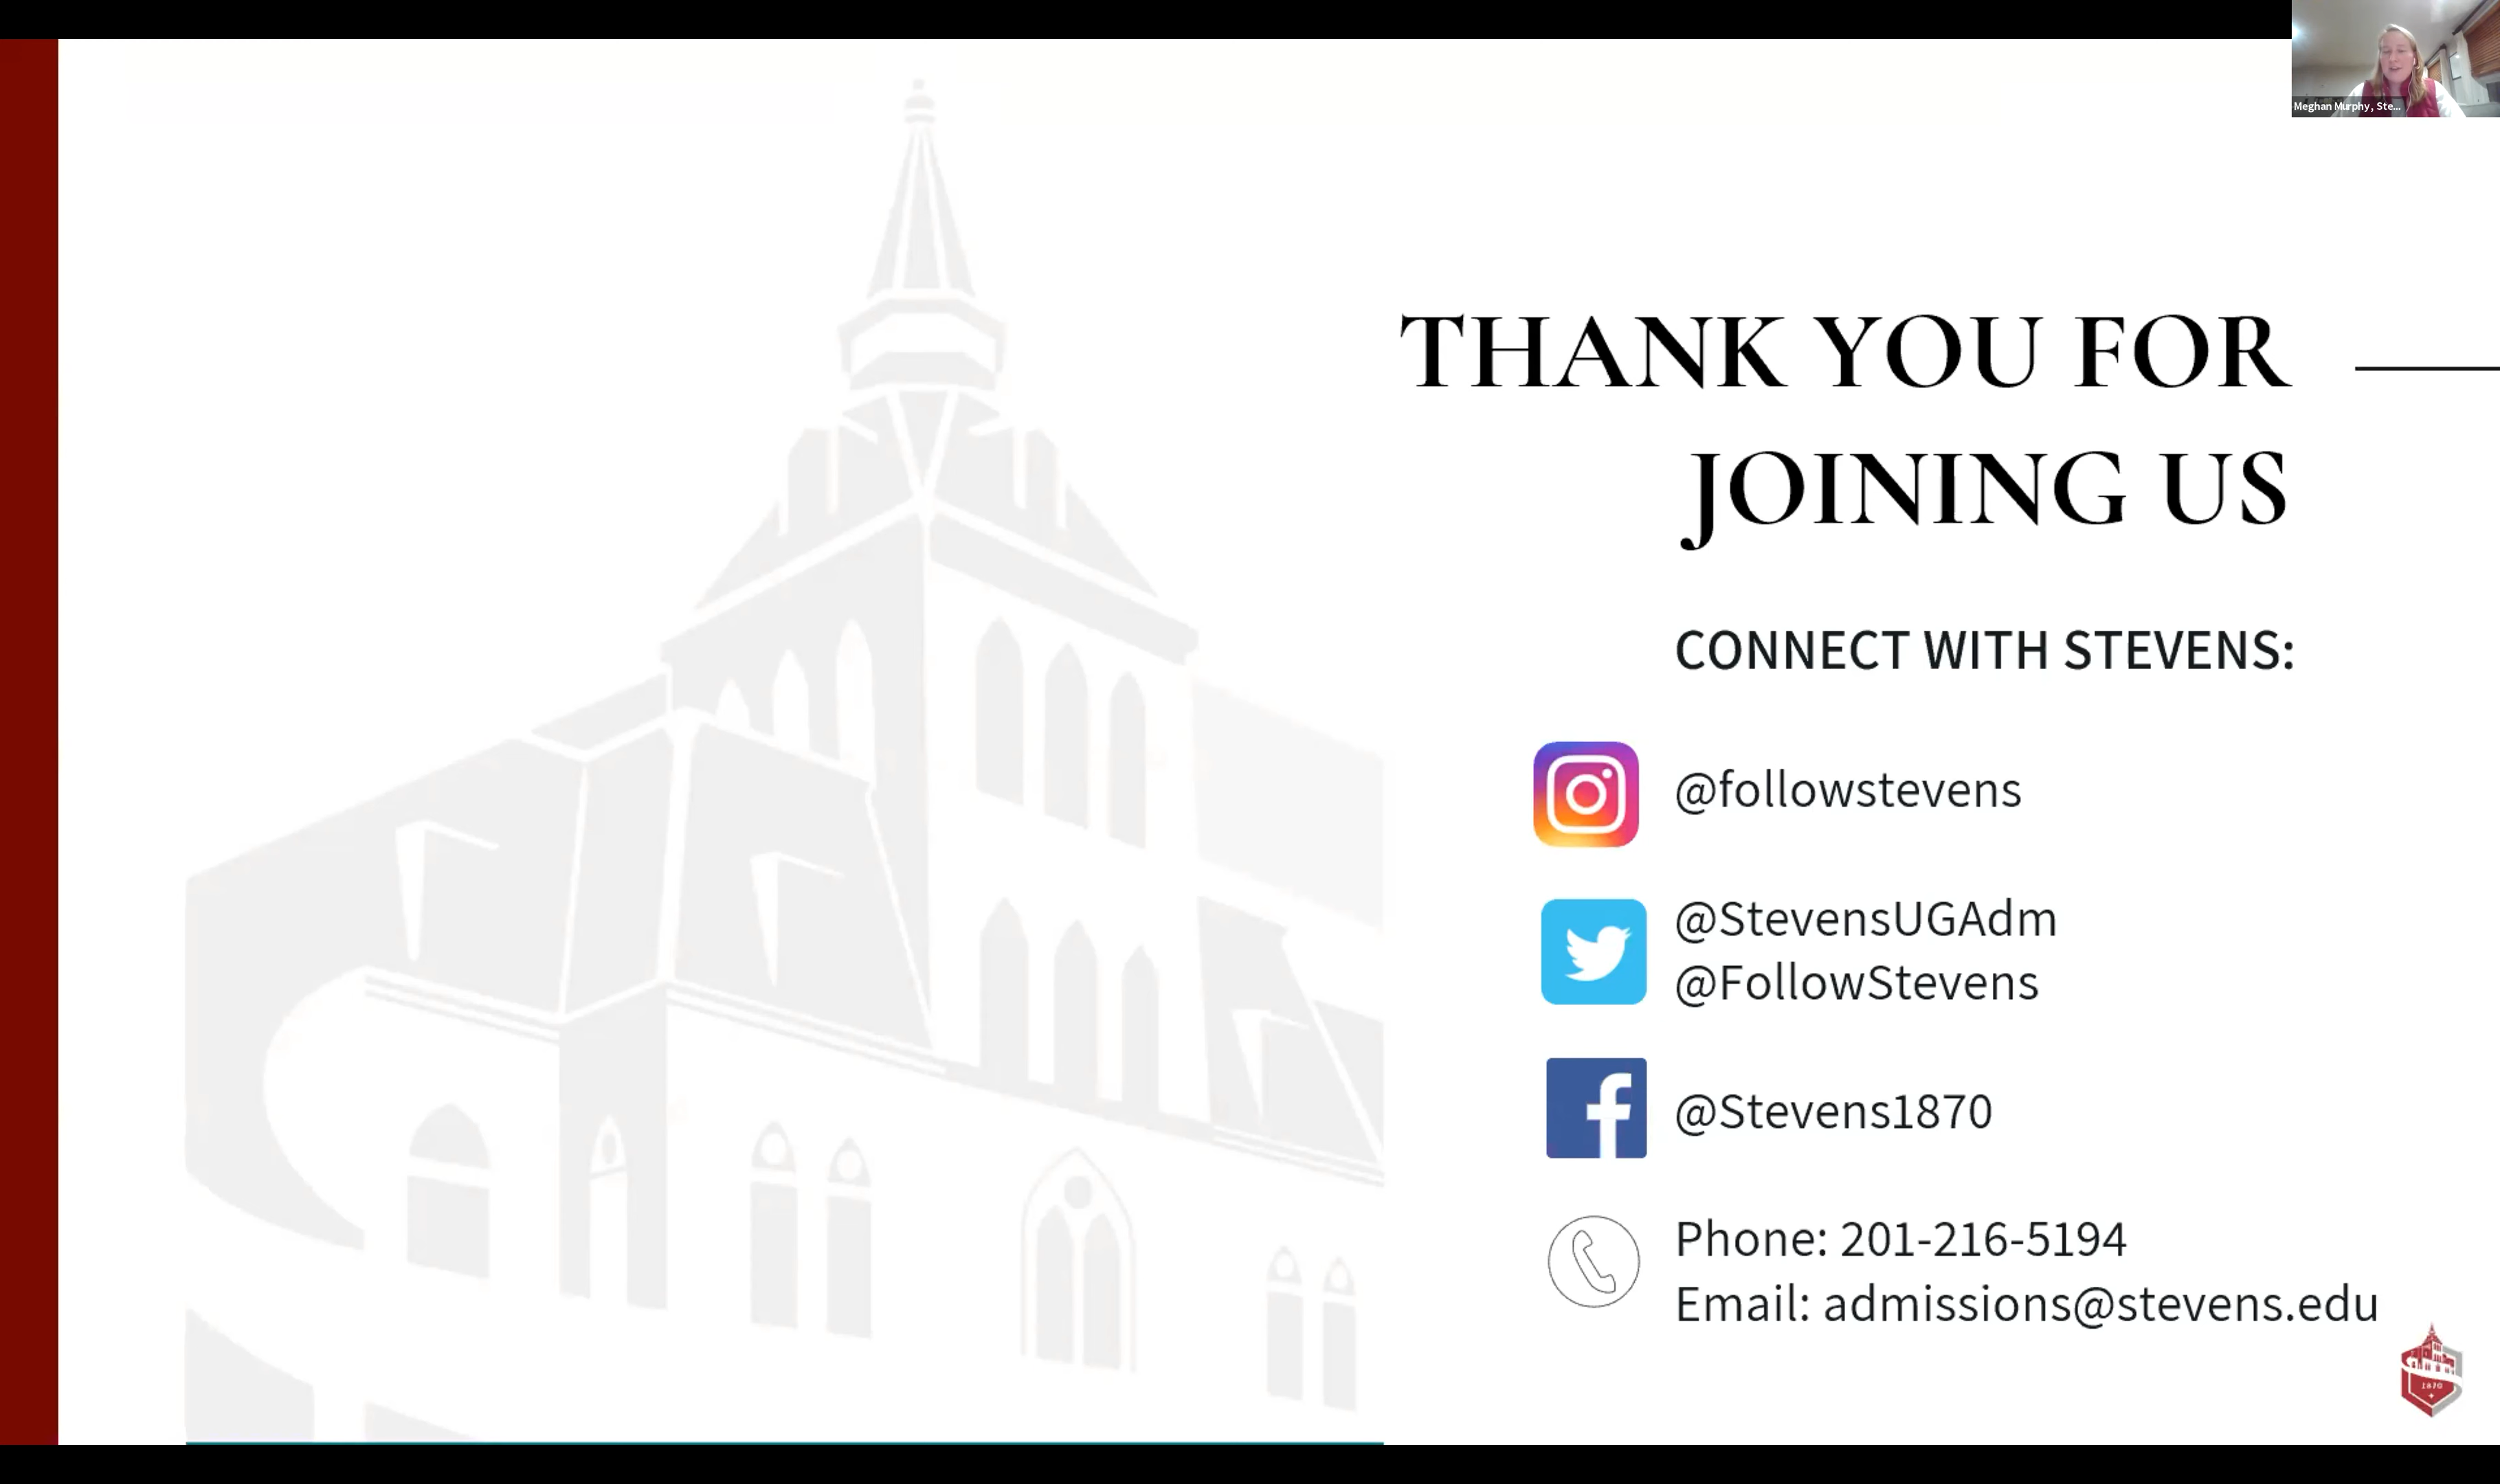 Meghan Murphy, Ste...
THANK YOU FOR
JOINING US
CONNECT WITH STEVENS:
@followstevens
@StevensUGAdm
@FollowStevens
@Stevens1870
Phone: 201-216-5194
Email: admissions@stevens.edu
1870